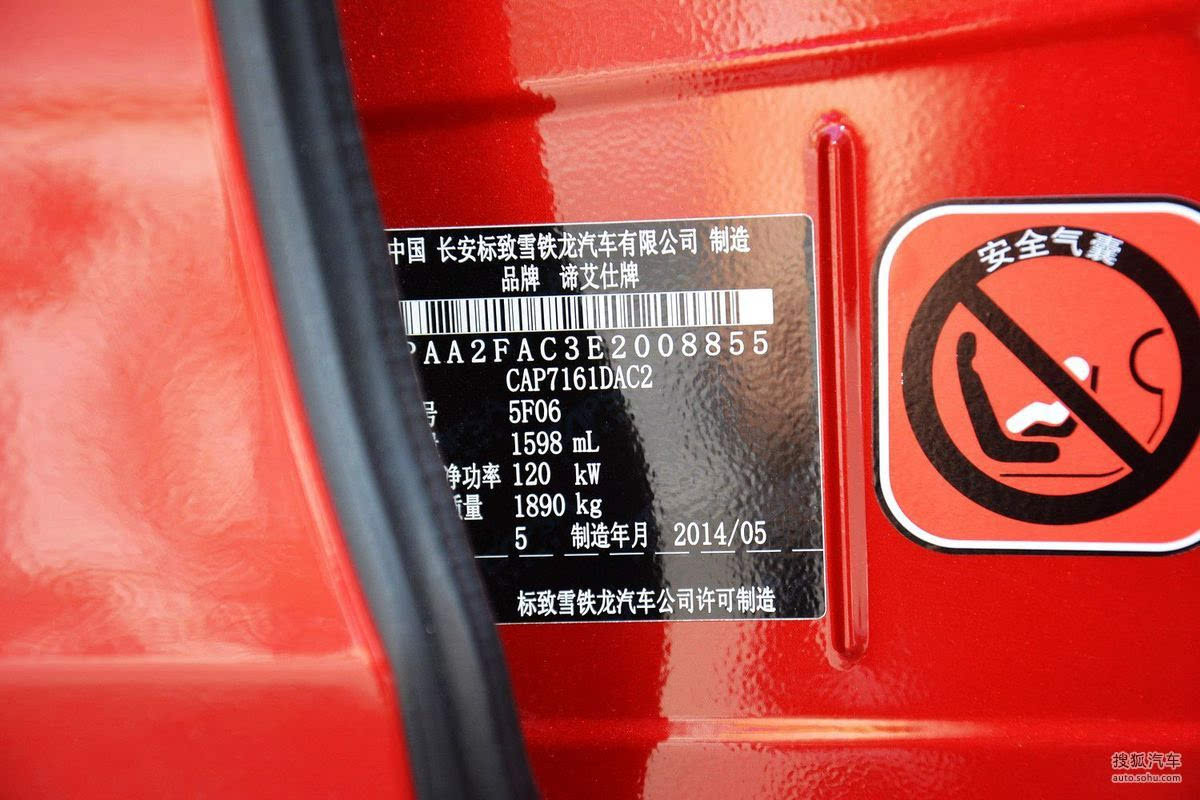 中国 长安标致雪铁龙汽车有限公司 制造
品牌 谛艾仕牌
PAA2FAC3E2008855
CAP7161DAC2
号 5F06
1598 mL
净功率 120 kW
质量 1890 kg
5 制造年月 2014/05
标致雪铁龙汽车公司许可制造
安全气囊
搜狐汽车
auto.sohu.com